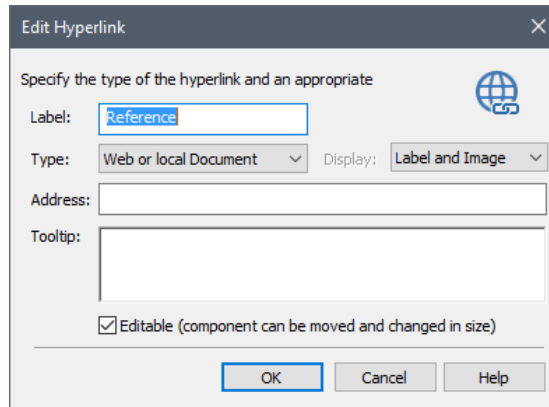 Edit Hyperlink
Specify the type of the hyperlink and an appropriate
Label: Reference
Type: Web or local Document Display: Label and Image
Address:
Tooltip:
Editable (component can be moved and changed in size)
OK Cancel Help